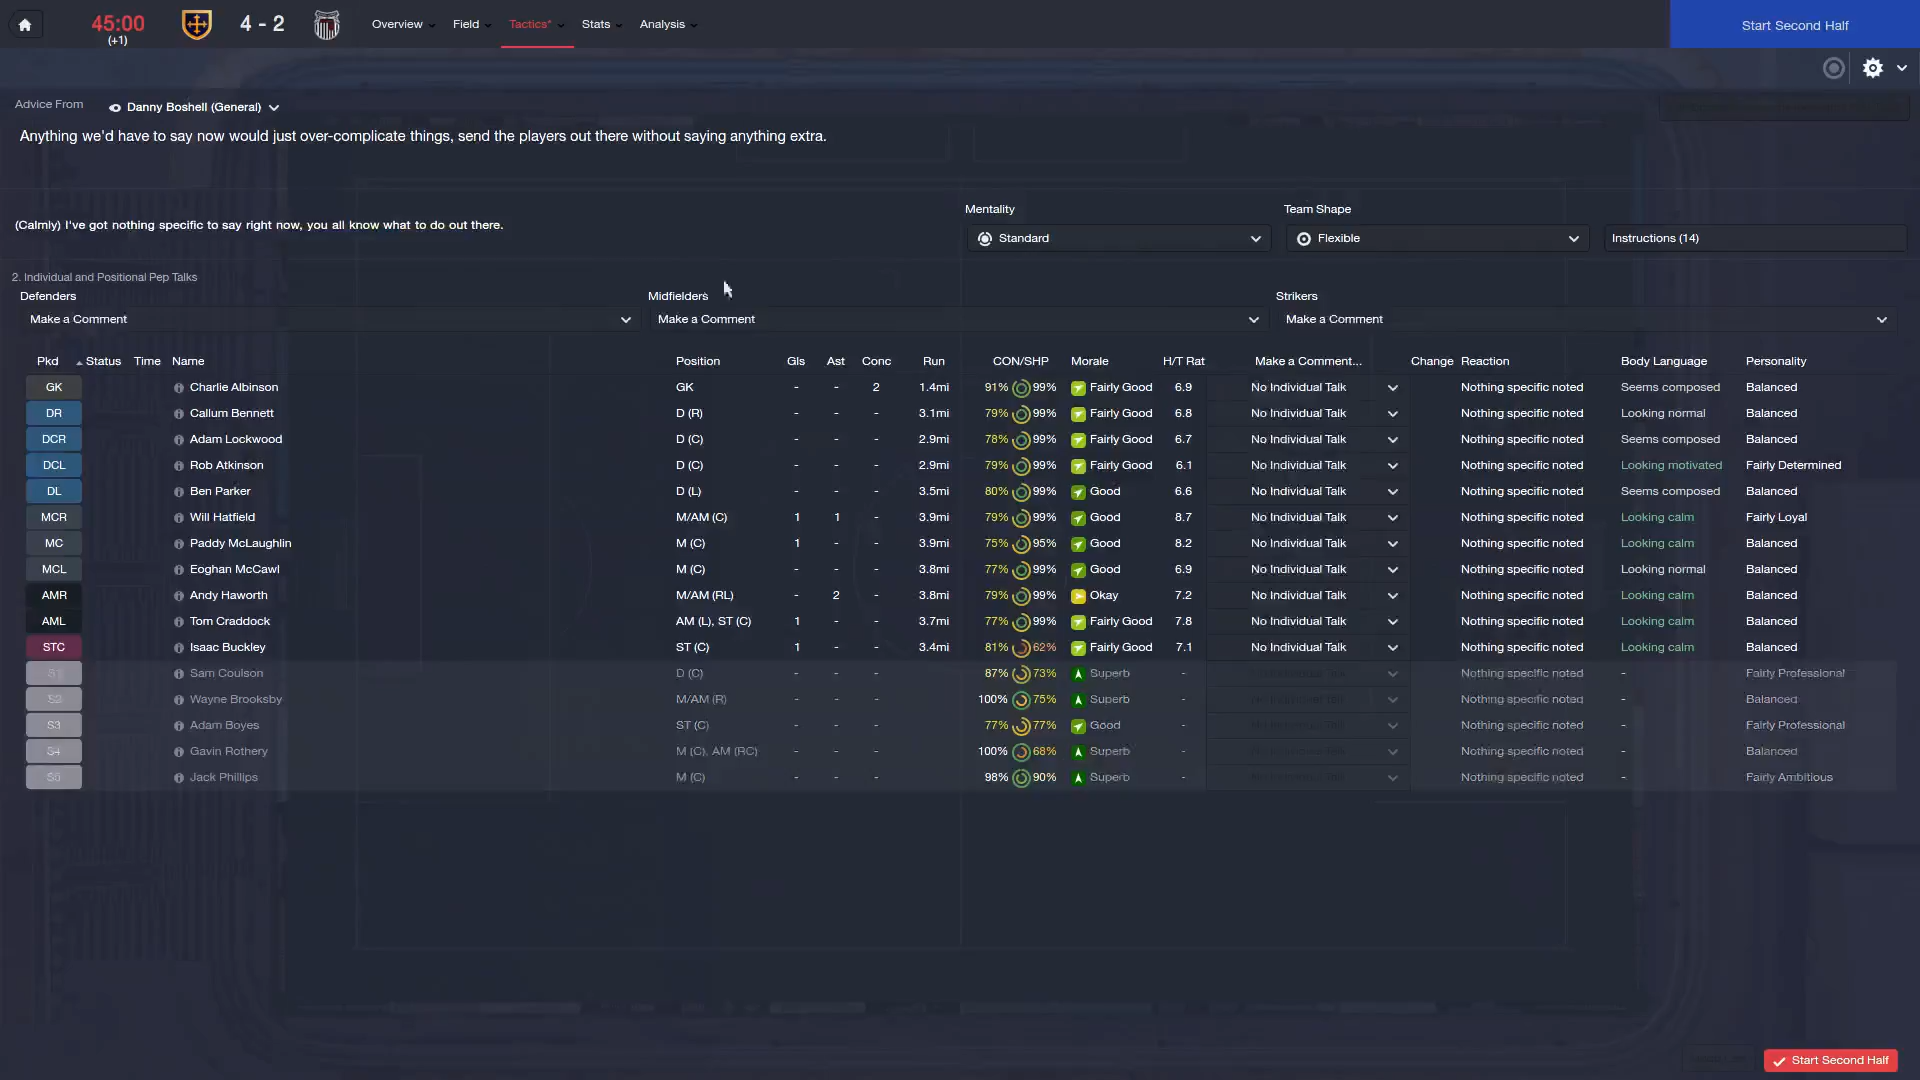 45:00
(+1)
4 - 2
Overview
Field
Tactics*
Stats
Analysis
Start Second Half
Advice From
Danny Boshell (General)
Anything we'd have to say now would just over-complicate things, send the players out there without saying anything extra.
Mentality
Team Shape
(Calmly) I've got nothing specific to say right now, you all know what to do out there.
Standard
Flexible
Instructions (14)
2. Individual and Positional Pep Talks
Defenders
Midfielders
Strikers
Make a Comment
Make a Comment
Make a Comment
Pkd Status Time Name Position Gls Ast Conc Run CON/SHP Morale H/T Rat Make a Comment... Change Reaction Body Language Personality
GK Charlie Albinson GK - - 2 1.4mi 91% 99% Fairly Good 6.9 No Individual Talk Nothing specific noted Seems composed Balanced
DR Callum Bennett D (R) - - - 3.1mi 79% 99% Fairly Good 6.8 No Individual Talk Nothing specific noted Looking normal Balanced
DCR Adam Lockwood D (C) - - - 2.9mi 78% 99% Fairly Good 6.7 No Individual Talk Nothing specific noted Seems composed Balanced
DCL Rob Atkinson D (C) - - - 2.9mi 79% 99% Fairly Good 6.1 No Individual Talk Nothing specific noted Looking motivated Fairly Determined
DL Ben Parker D (L) - - - 3.5mi 80% 99% Good 6.6 No Individual Talk Nothing specific noted Seems composed Balanced
MCR Will Hatfield M/AM (C) 1 1 - 3.9mi 79% 99% Good 8.7 No Individual Talk Nothing specific noted Looking calm Fairly Loyal
MC Paddy McLaughlin M (C) 1 - - 3.9mi 75% 95% Good 8.2 No Individual Talk Nothing specific noted Looking calm Balanced
MCL Eoghan McCawl M (C) - - - 3.8mi 77% 99% Good 6.9 No Individual Talk Nothing specific noted Looking normal Balanced
AMR Andy Haworth M/AM (RL) - 2 - 3.8mi 79% 99% Okay 7.2 No Individual Talk Nothing specific noted Looking calm Balanced
AML Tom Craddock AM (L), ST (C) 1 - - 3.7mi 77% 99% Fairly Good 7.8 No Individual Talk Nothing specific noted Looking calm Balanced
STC Isaac Buckley ST (C) 1 - - 3.4mi 81% 62% Fairly Good 7.1 No Individual Talk Nothing specific noted Looking calm Balanced
S1 Sam Coulson D (C) - - - 87% 73% Superb - No Individual Talk Nothing specific noted - Fairly Professional
S2 Wayne Brooksby M/AM (R) - - - 100% 75% Superb - No Individual Talk Nothing specific noted - Balanced
S3 Adam Boyes ST (C) - - - 77% 77% Good - No Individual Talk Nothing specific noted - Fairly Professional
S4 Gavin Rothery M (C), AM (RC) - - - 100% 68% Superb - No Individual Talk Nothing specific noted - Balanced
S5 Jack Phillips M (C) - - - 98% 90% Superb - No Individual Talk Nothing specific noted - Fairly Ambitious
Start Second Half